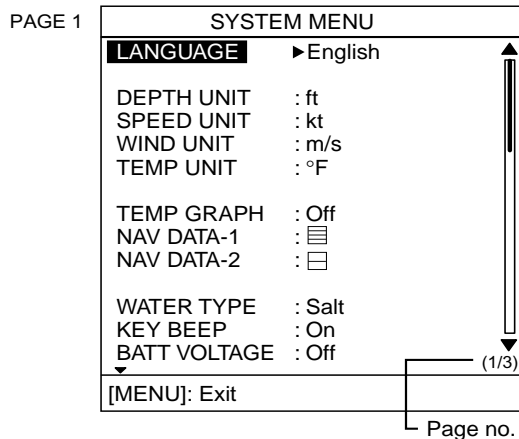 PAGE 1
SYSTEM MENU
LANGUAGE ▶English
DEPTH UNIT : ft
SPEED UNIT : kt
WIND UNIT : m/s
TEMP UNIT : °F
TEMP GRAPH : Off
NAV DATA-1 :
NAV DATA-2 :
WATER TYPE : Salt
KEY BEEP : On
BATT VOLTAGE : Off
(1/3)
[MENU]: Exit
Page no.